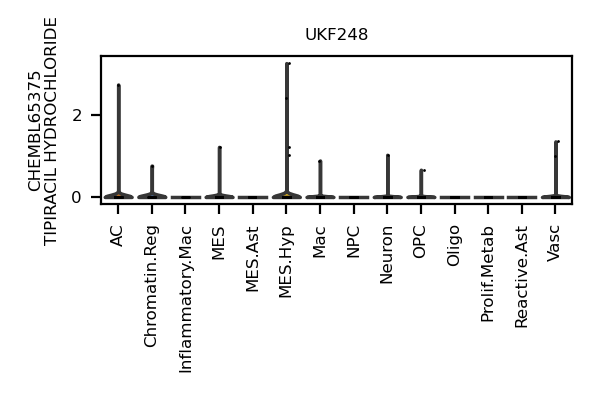 UKF248
CHEMBL65375
TIPIRACIL HYDROCHLORIDE
2
0
AC
Chromatin.Reg
Inflammatory.Mac
MES
MES.Ast
MES.Hyp
Mac
NPC
Neuron
OPC
Oligo
Prolif.Metab
Reactive.Ast
Vasc